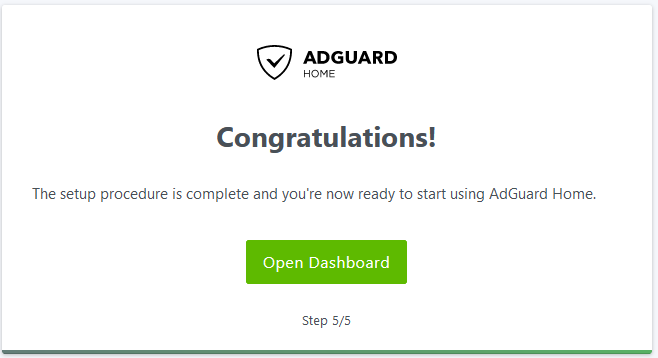 ADGUARD
HOME
Congratulations!
The setup procedure is complete and you're now ready to start using AdGuard Home.
Open Dashboard
Step 5/5